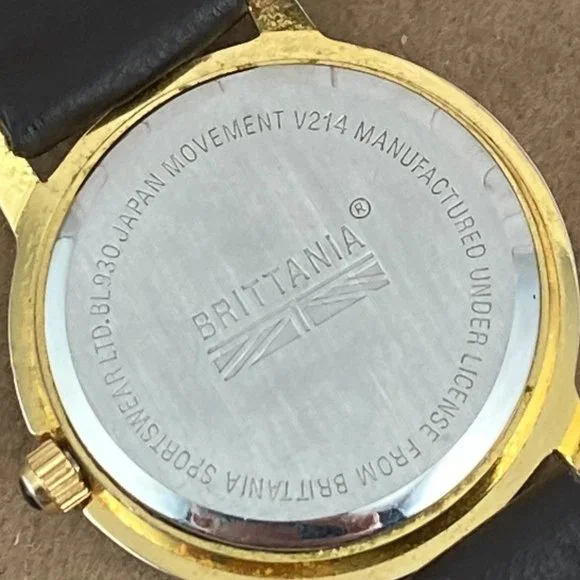 BL930 JAPAN MOVEMENT V214 MANUFACTURED UNDER LICENSE FROM BRITTANIA SPORTSWEAR LTD.
BRITTANIA®